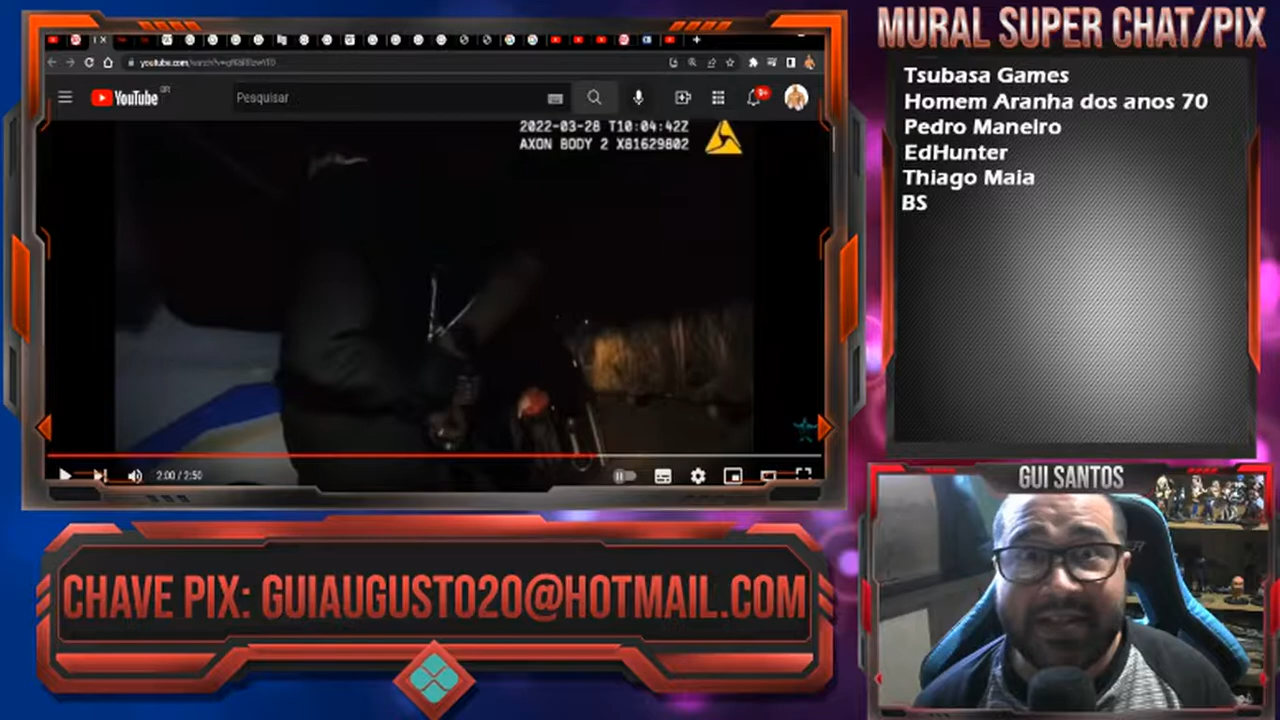 MURAL SUPER CHAT/PIX
Tsubasa Games
Homem Aranha dos anos 70
Pedro Maneiro
EdHunter
Thiago Maia
BS
YouTube BR
Pesquisar
9+
2022-03-28 T10:04:42Z
AXON BODY 2 X81629802
2:00 / 2:50
GUI SANTOS
CHAVE PIX: GUIAUGUSTO20@HOTMAIL.COM